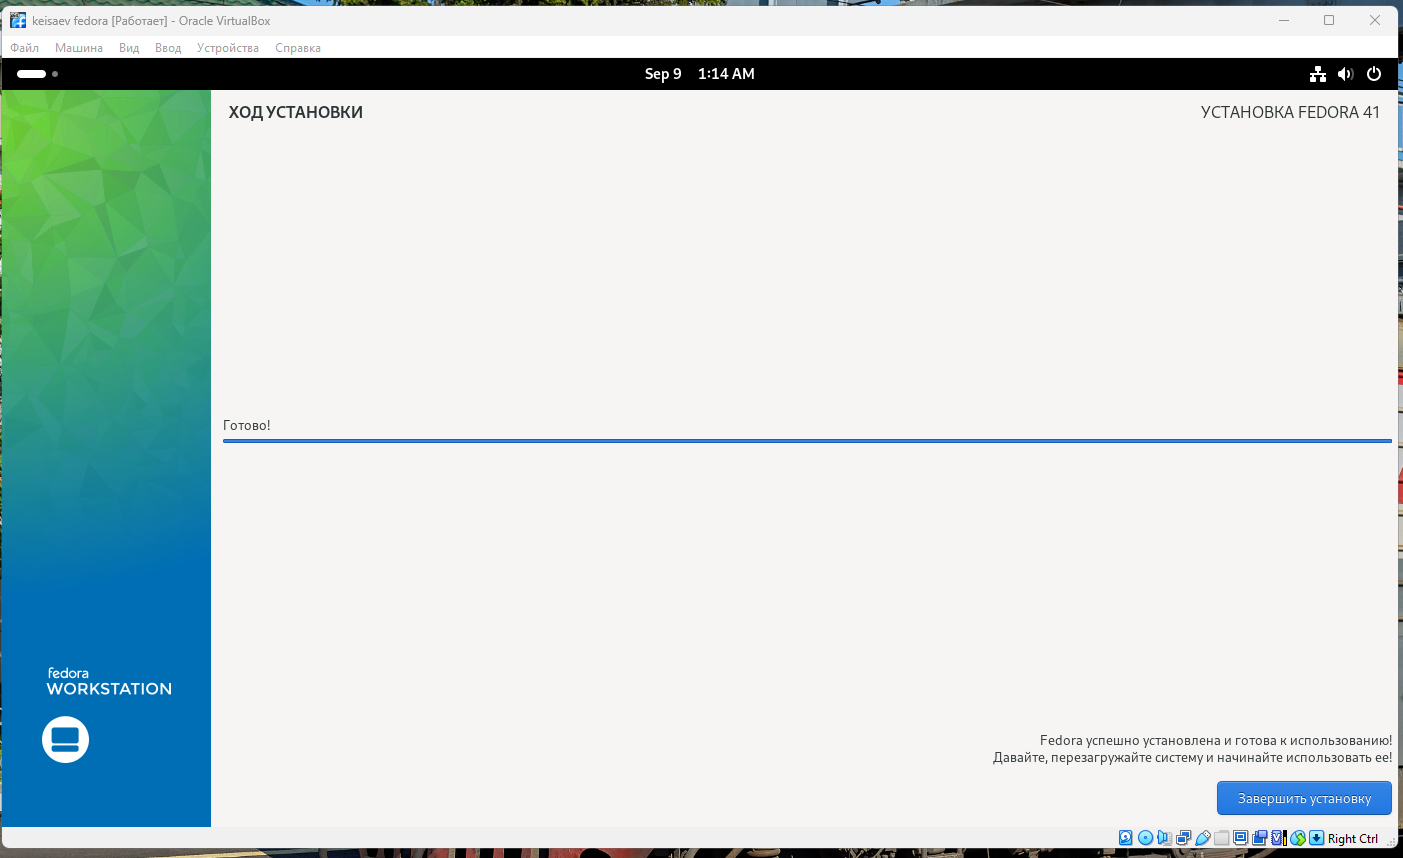 keisaev fedora [Работает] - Oracle VirtualBox
Файл Машина Вид Ввод Устройства Справка
Sep 9 1:14 AM
ХОД УСТАНОВКИ
УСТАНОВКА FEDORA 41
Готово!
fedora
WORKSTATION
Fedora успешно установлена и готова к использованию!
Давайте, перезагружайте систему и начинайте использовать ее!
Завершить установку
Right Ctrl